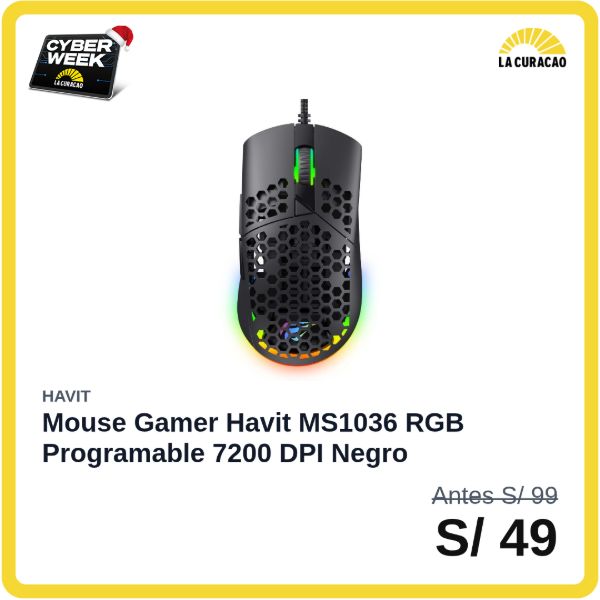 CYBER
WEEK
LA CURACAO
LA CURACAO
HAVIT
Mouse Gamer Havit MS1036 RGB
Programable 7200 DPI Negro
Antes S/ 99
S/ 49